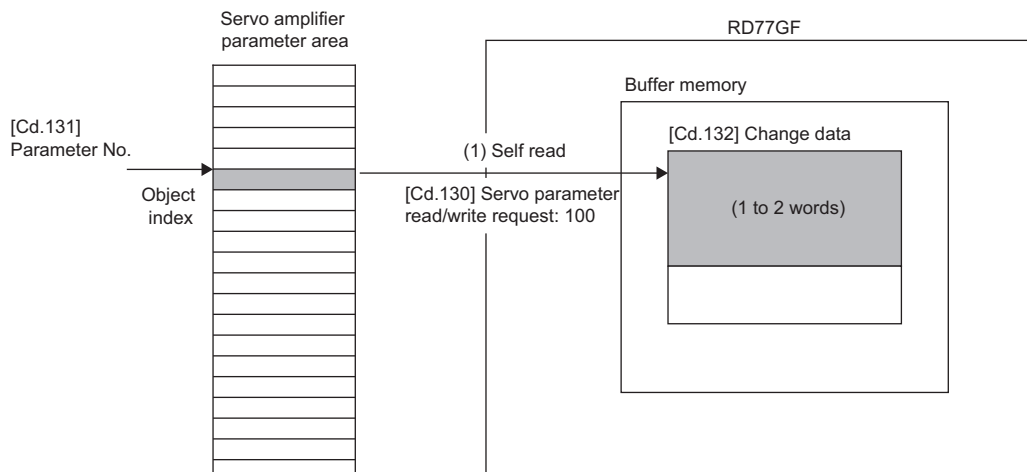 Servo amplifier
parameter area
RD77GF
Buffer memory
[Cd.131]
Parameter No.
Object
index
(1) Self read
[Cd.130] Servo parameter
read/write request: 100
[Cd.132] Change data
(1 to 2 words)